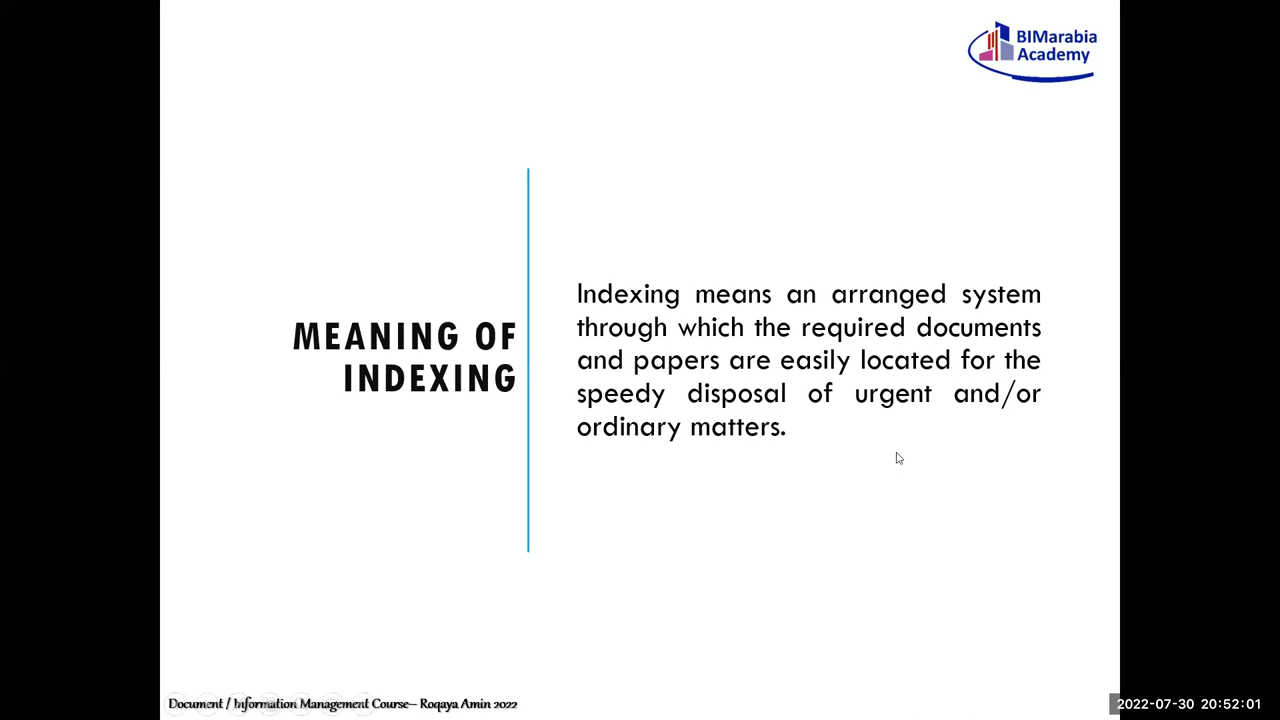 BIMarabia
Academy
MEANING OF
INDEXING
Indexing means an arranged system
through which the required documents
and papers are easily located for the
speedy disposal of urgent and/or
ordinary matters.
Document / Information Management Course– Roqaya Amin 2022
2022-07-30 20:52:01